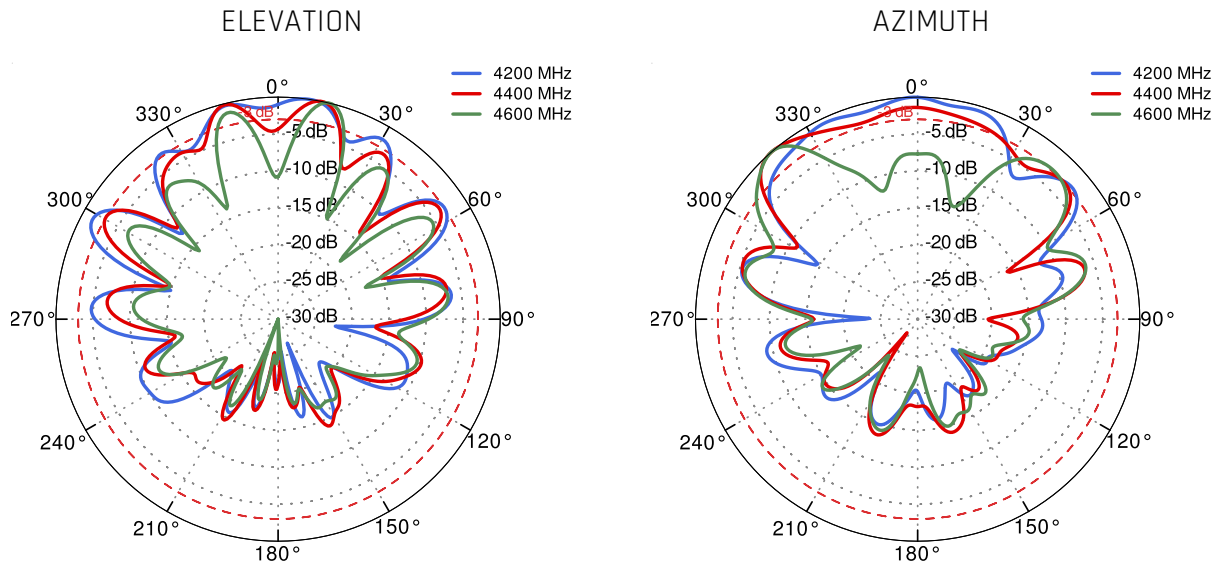 ELEVATION
4200 MHz
4400 MHz
4600 MHz
0°
30°
60°
90°
120°
150°
180°
210°
240°
270°
300°
330°
-3 dB
-5 dB
-10 dB
-15 dB
-20 dB
-25 dB
-30 dB
AZIMUTH
4200 MHz
4400 MHz
4600 MHz
0°
30°
60°
90°
120°
150°
180°
210°
240°
270°
300°
330°
-3 dB
-5 dB
-10 dB
-15 dB
-20 dB
-25 dB
-30 dB